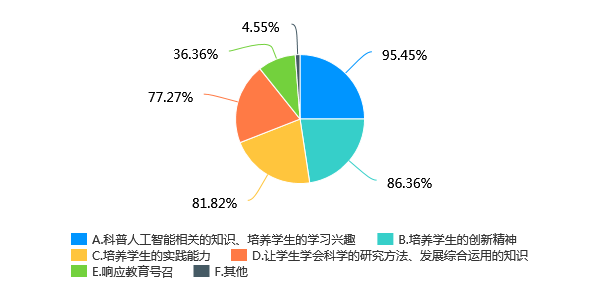 4.55%
95.45%
36.36%
77.27%
86.36%
81.82%
A.科普人工智能相关的知识、培养学生的学习兴趣 B.培养学生的创新精神
C.培养学生的实践能力 D.让学生学会科学的研究方法、发展综合运用的知识
E.响应教育号召 F.其他